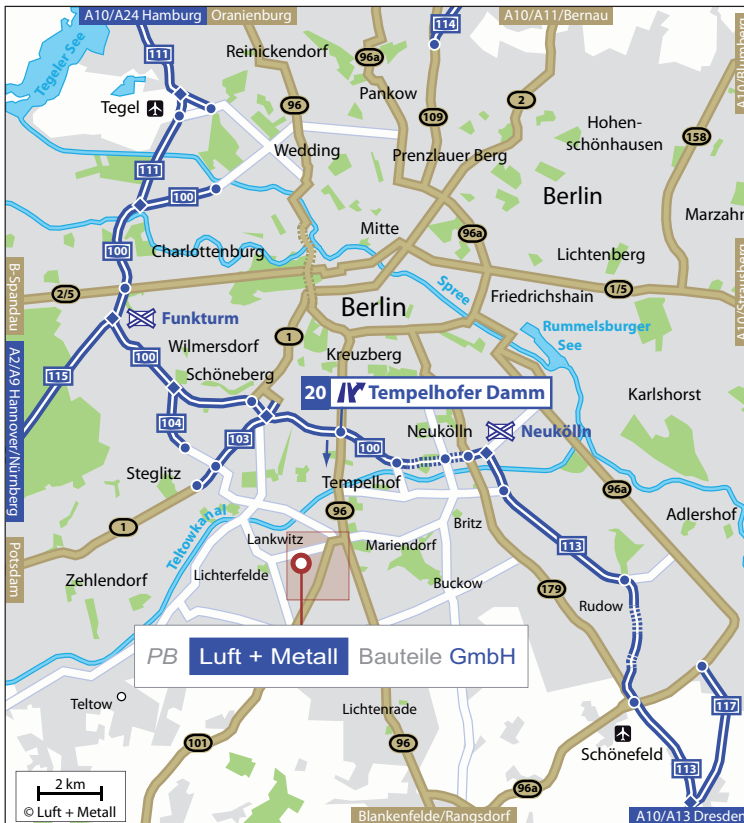 A10/A24 Hamburg
Oranienburg
A10/A11/Bernau
A10/Blumberg
Tegeler See
111
Reinickendorf
96a
114
2
Tegel
96
Pankow
109
Hohen-
schönhausen
158
Wedding
Prenzlauer Berg
111
100
Berlin
Marzahn
Mitte
96a
100
Charlottenburg
Lichtenberg
A10/Strausberg
B-Spandau
2/5
Spree
Friedrichshain
1/5
Berlin
Funkturm
1
Rummelsburger
See
Wilmersdorf
Kreuzberg
100
Schöneberg
A2/A9 Hannover/Nürnberg
115
20
Tempelhofer Damm
Karlshorst
104
103
Neukölln
Neukölln
100
Steglitz
Tempelhof
96a
1
96
Adlershof
Teltowkanal
Britz
Lankwitz
Mariendorf
113
Potsdam
Zehlendorf
Lichterfelde
Buckow
179
Rudow
PB Luft + Metall Bauteile GmbH
Teltow
Lichtenrade
117
101
96
Schönefeld
113
2 km
96a
© Luft + Metall
Blankenfelde/Rangsdorf
A10/A13 Dresden